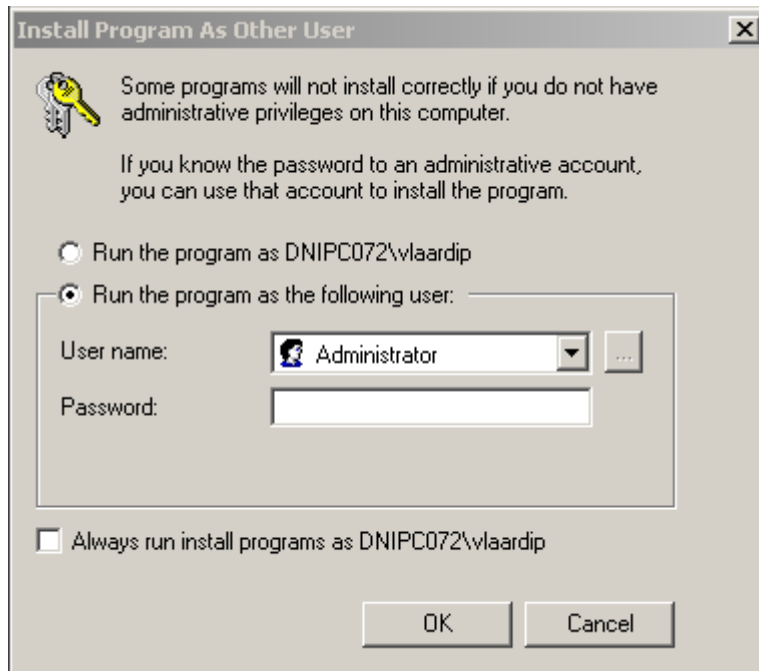 Install Program As Other User
Some programs will not install correctly if you do not have
administrative privileges on this computer.
If you know the password to an administrative account,
you can use that account to install the program.
Run the program as DNIPC072\vlaardip
Run the program as the following user:
User name:
Administrator
...
Password:
Always run install programs as DNIPC072\vlaardip
OK
Cancel